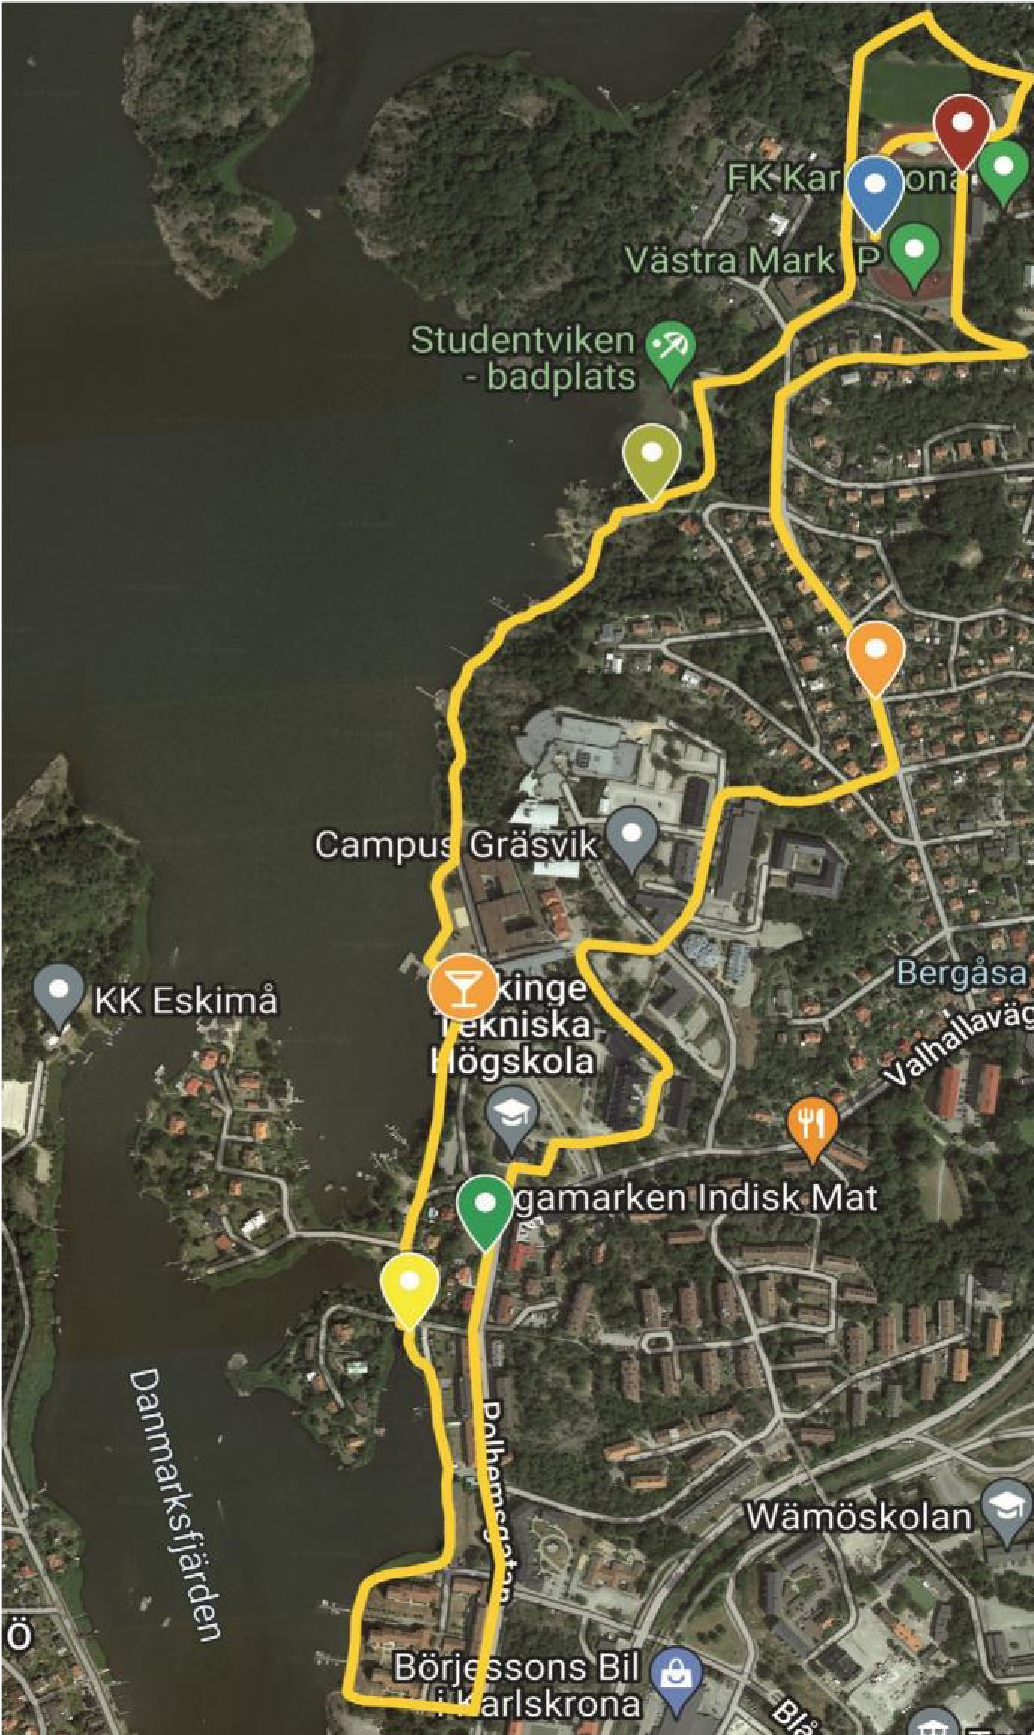 FK Kar ona
Västra Mark P
Studentviken
- badplats
Campus Gräsvik
KK Eskimå
kinge
Tekniska
Högskola
Bergåsa
Valhallaväg
gamarken Indisk Mat
Danmarksfjärden
Polhemsgatan
Wämöskolan
Ö
Börjessons Bil
i Karlskrona
Blå